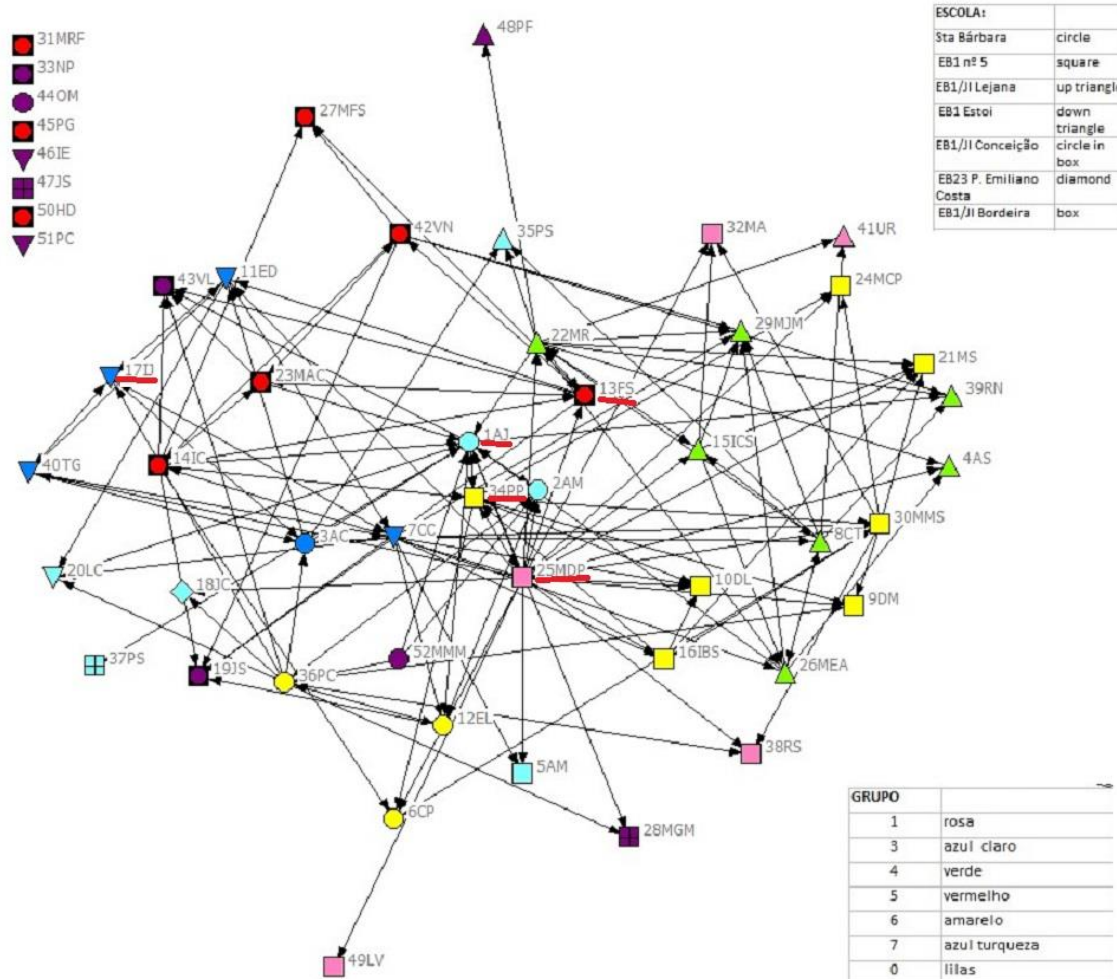 31MRF
33NP
44OM
45PG
46IE
47JS
50HD
51PC
48PF
27MFS
42VN
35PS
32MA
41UR
43VL
11ED
24MCP
22MR
29MJM
21MS
17IJ
23MAC
13FS
39RN
1AJ
15ICS
14IC
40TG
4AS
34PP
2AM
30MMS
3AC
7CC
8CT
20LC
18JC
25MDP
10DL
9DM
37PS
19JS
36PC
52MMM
16IBS
26MEA
12EL
38RS
5AM
6CP
28MGM
49LV
ESCOLA:
Sta Bárbara circle
EB1 nº 5 square
EB1/JI Lejana up triangle
EB1 Estoi down
triangle
EB1/JI Conceição circle in
box
EB23 P. Emiliano diamond
Costa
EB1/JI Bordeira box
GRUPO
1 rosa
3 azul claro
4 verde
5 vermelho
6 amarelo
7 azul turqueza
0 lilas